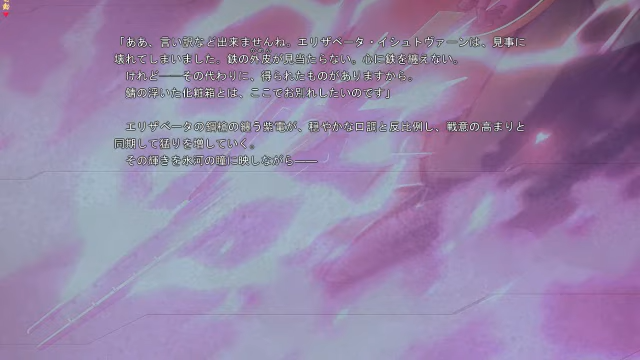 「ああ、言い訳など出来ませんね。エリザベータ・イシュトヴァーンは、見事に
壊れてしまいました。鉄の外皮が見当たらない。心に鉄を纏えない。
　けれど――その代わりに、得られたものがありますから。
　錆の浮いた化粧箱とは、ここでお別れしたいのです」
　エリザベータの鋼槍の纏う紫電が、穏やかな口調と反比例し、戦意の高まりと
同期して猛りを増していく。
　その輝きを氷河の瞳に映しながら――